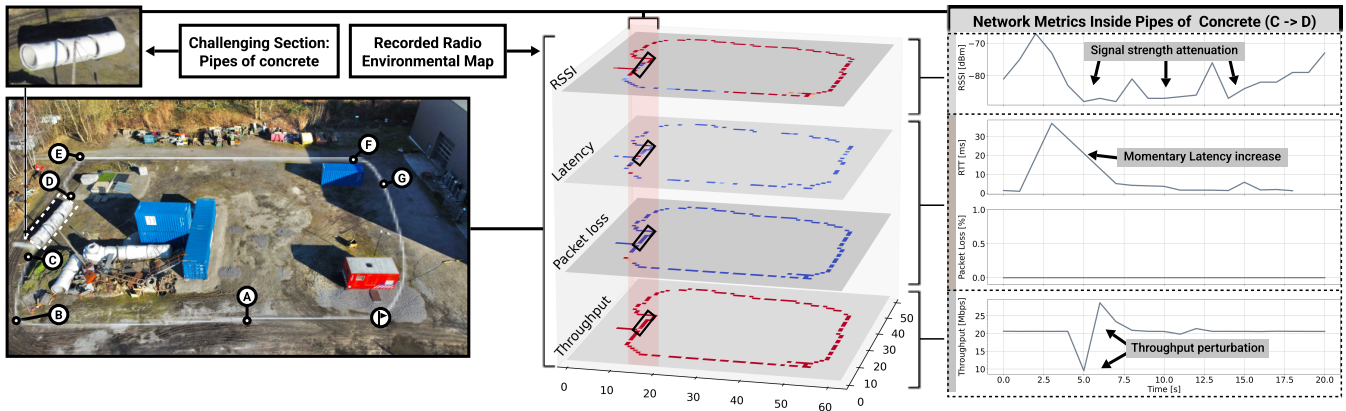 Challenging Section:
Pipes of concrete
Recorded Radio
Environmental Map
E
F
D
G
C
A
B
RSSI
Latency
Packet loss
Throughput
0
10
20
30
40
50
60
0
10
20
30
40
50
Network Metrics Inside Pipes of Concrete (C -> D)
RSSI [dBm]
−70
−80
Signal strength attenuation
RTT [ms]
30
20
10
0
Momentary Latency increase
Packet Loss [%]
1.0
0.5
0.0
Throughput [Mbps]
25
20
15
10
Throughput perturbation
0.0 2.5 5.0 7.5 10.0 12.5 15.0 17.5 20.0
Time [s]